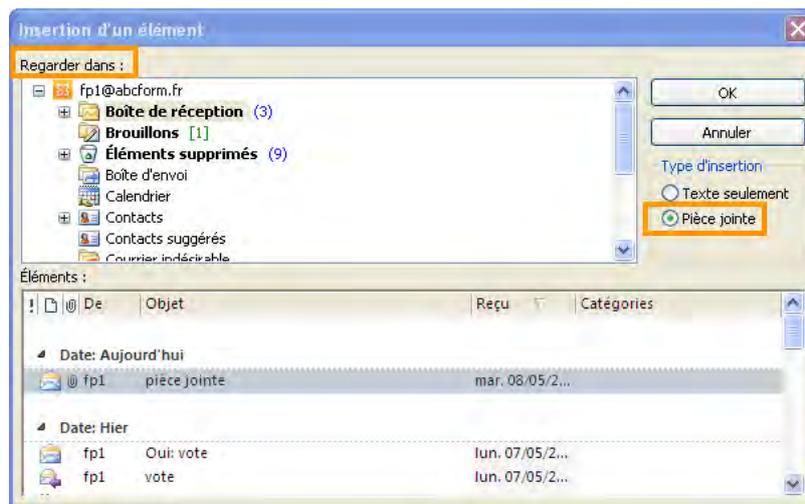 Insertion d'un élément
Regarder dans :
fp1@abcform.fr
Boîte de réception (3)
Brouillons [1]
Éléments supprimés (9)
Boîte d'envoi
Calendrier
Contacts
Contacts suggérés
Courrier indésirable
OK
Annuler
Type d'insertion
Texte seulement
Pièce jointe
Éléments :
! De Objet Reçu Catégories
Date: Aujourd'hui
fp1 pièce jointe mar. 08/05/2...
Date: Hier
fp1 Oui: vote lun. 07/05/2...
fp1 vote lun. 07/05/2...